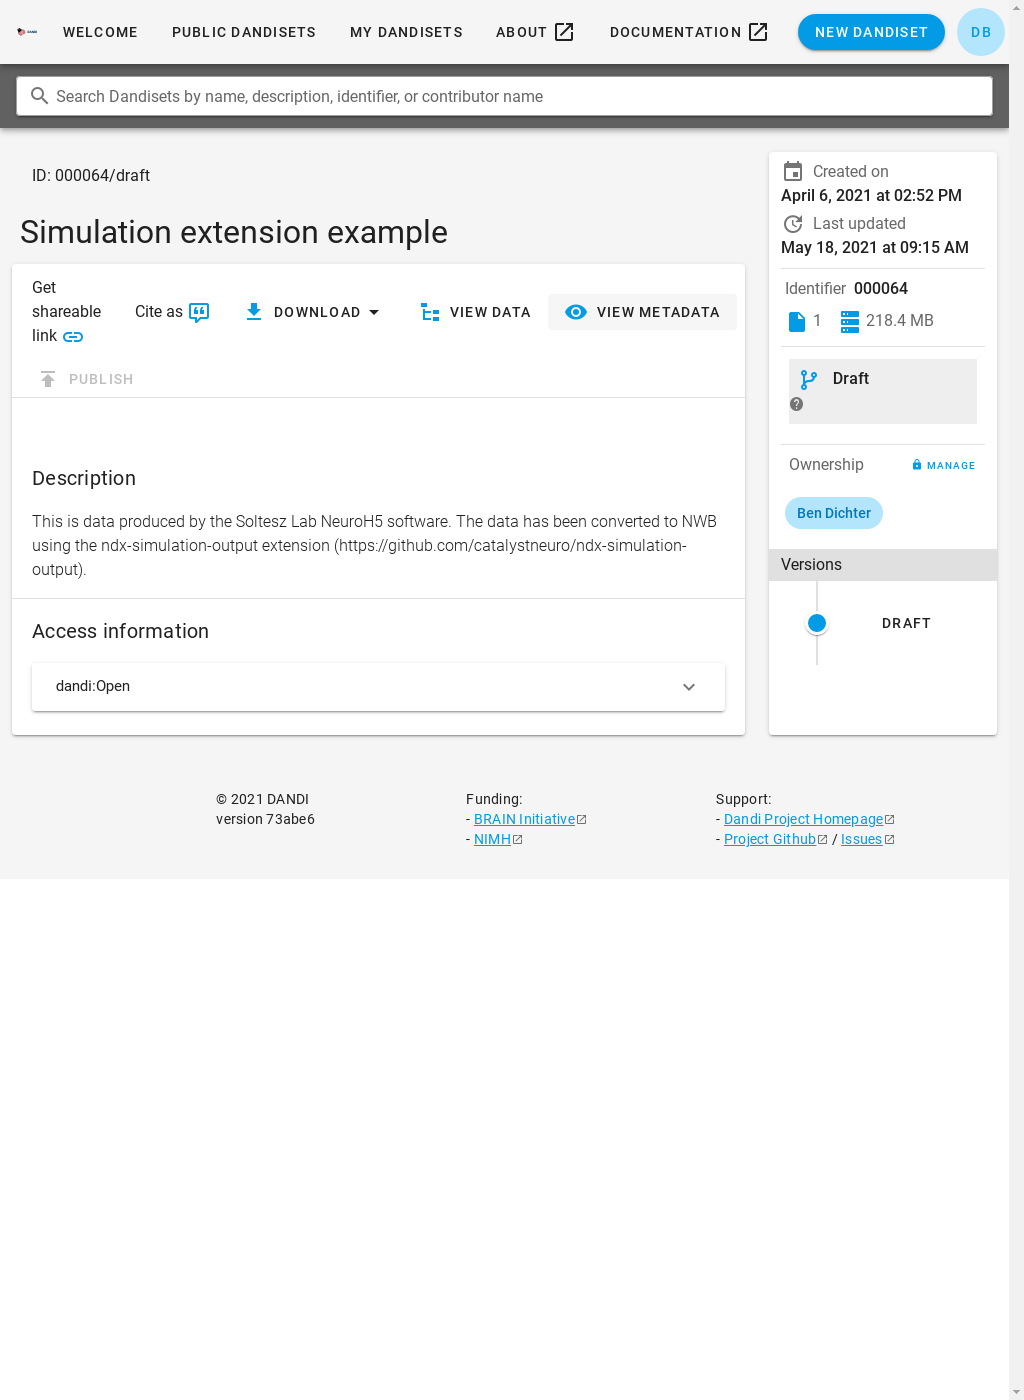 WELCOME
PUBLIC DANDISETS
MY DANDISETS
ABOUT
DOCUMENTATION
NEW DANDISET
DB
Search Dandisets by name, description, identifier, or contributor name
ID: 000064/draft
Simulation extension example
Get
shareable
link
Cite as
DOWNLOAD
VIEW DATA
VIEW METADATA
PUBLISH
Description
This is data produced by the Soltesz Lab NeuroH5 software. The data has been converted to NWB
using the ndx-simulation-output extension (https://github.com/catalystneuro/ndx-simulation-
output).
Access information
dandi:Open
Created on
April 6, 2021 at 02:52 PM
Last updated
May 18, 2021 at 09:15 AM
Identifier 000064
1 218.4 MB
Draft
Ownership
MANAGE
Ben Dichter
Versions
DRAFT
© 2021 DANDI
version 73abe6
Funding:
- BRAIN Initiative
- NIMH
Support:
- Dandi Project Homepage
- Project Github / Issues